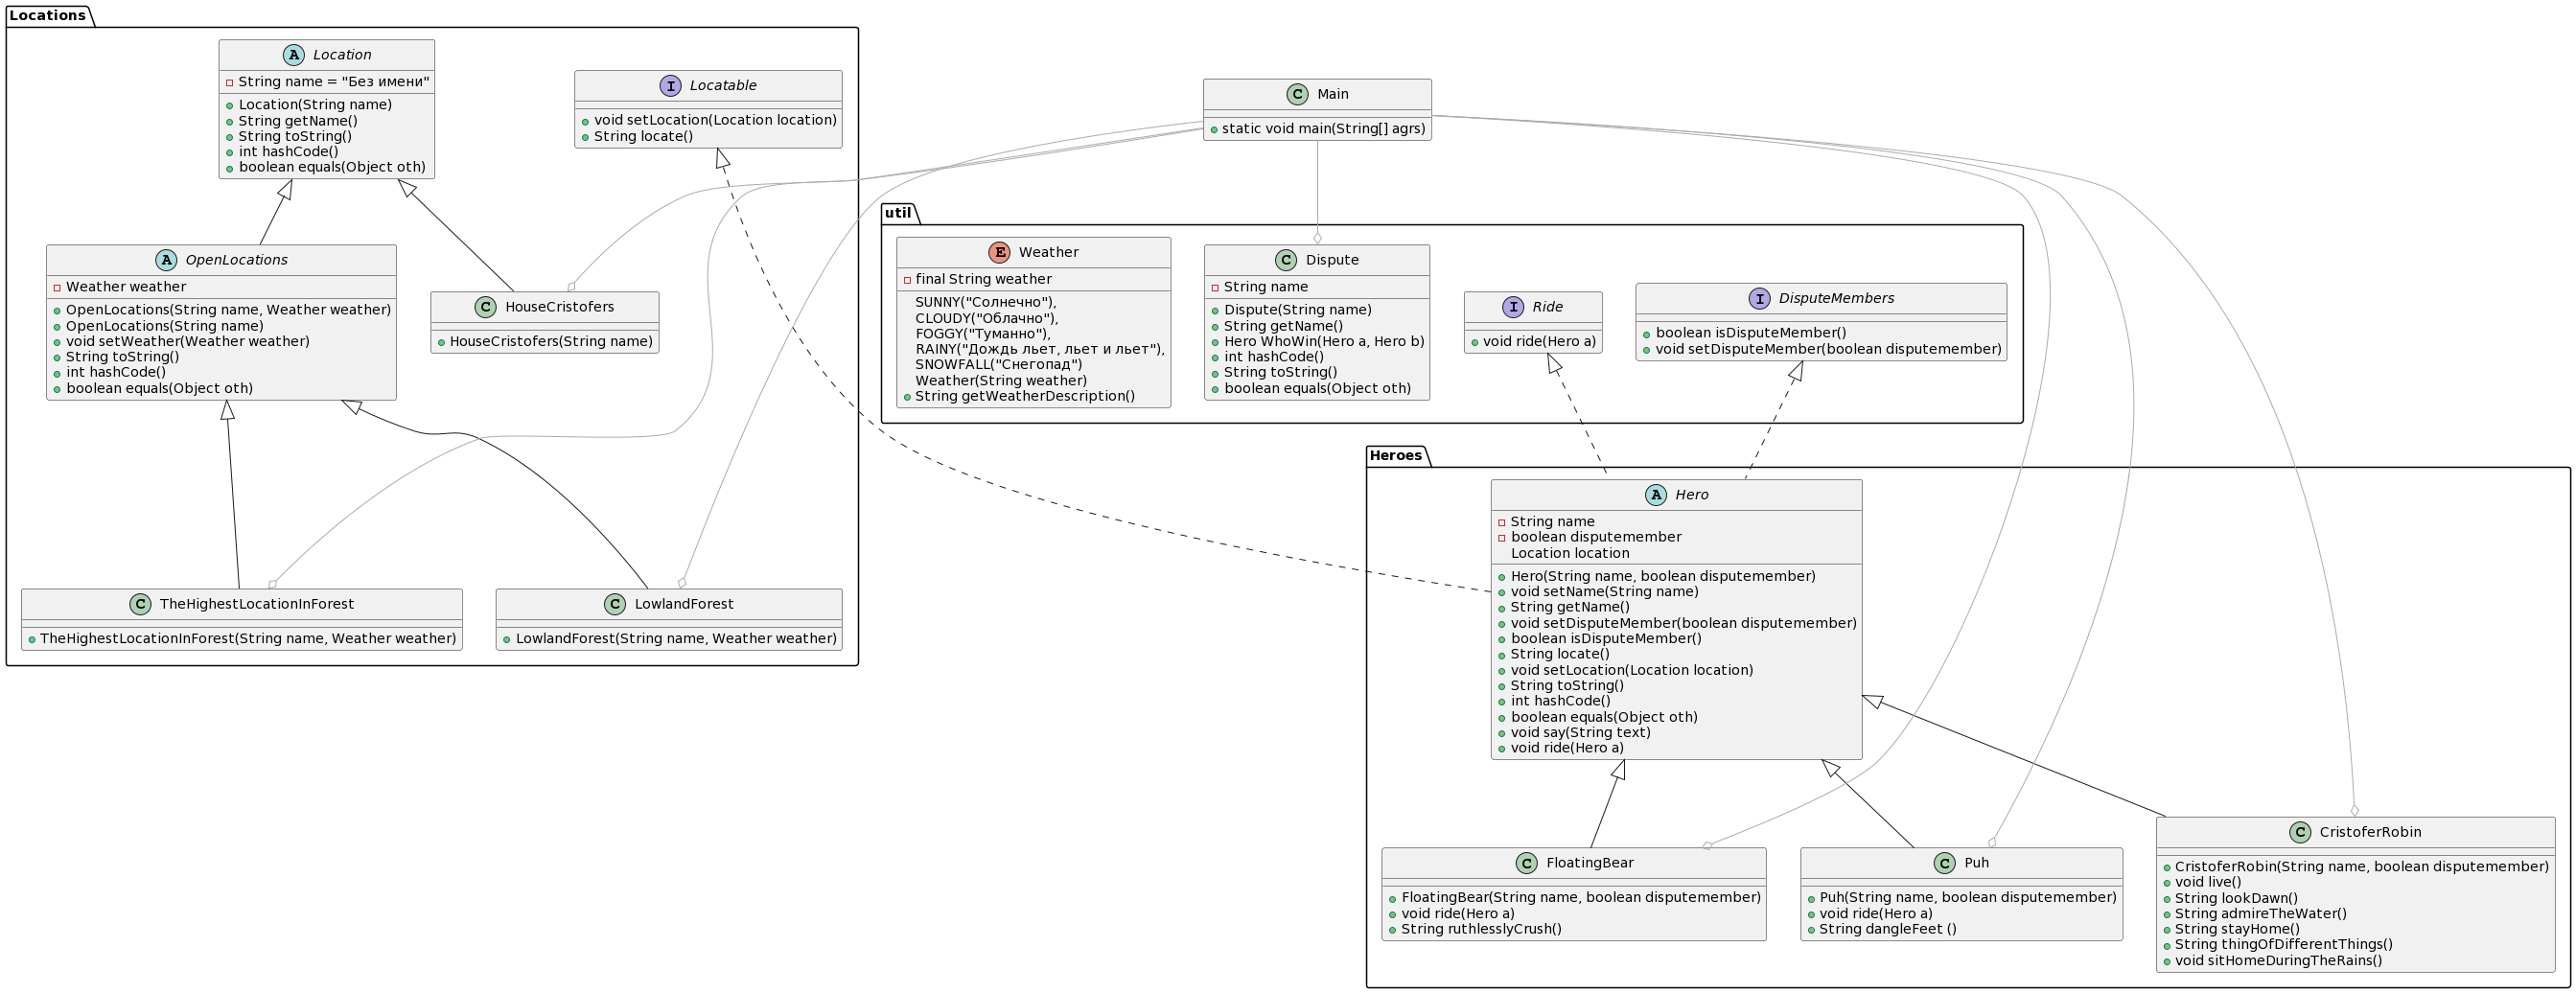 Locations
Location
String name = "Без имени"
Location(String name)
String getName()
String toString()
int hashCode()
boolean equals(Object oth)
Locatable
void setLocation(Location location)
String locate()
OpenLocations
Weather weather
OpenLocations(String name, Weather weather)
OpenLocations(String name)
void setWeather(Weather weather)
String toString()
int hashCode()
boolean equals(Object oth)
HouseCristofers
HouseCristofers(String name)
TheHighestLocationInForest
TheHighestLocationInForest(String name, Weather weather)
LowlandForest
LowlandForest(String name, Weather weather)
Main
static void main(String[] agrs)
util
Weather
final String weather
SUNNY("Солнечно"),
CLOUDY("Облачно"),
FOGGY("Туманно"),
RAINY("Дождь льет, льет и льет"),
SNOWFALL("Снегопад")
Weather(String weather)
String getWeatherDescription()
Dispute
String name
Dispute(String name)
String getName()
Hero WhoWin(Hero a, Hero b)
int hashCode()
String toString()
boolean equals(Object oth)
Ride
void ride(Hero a)
DisputeMembers
boolean isDisputeMember()
void setDisputeMember(boolean disputemember)
Heroes
Hero
String name
boolean disputemember
Location location
Hero(String name, boolean disputemember)
void setName(String name)
String getName()
void setDisputeMember(boolean disputemember)
boolean isDisputeMember()
String locate()
void setLocation(Location location)
String toString()
int hashCode()
boolean equals(Object oth)
void say(String text)
void ride(Hero a)
FloatingBear
FloatingBear(String name, boolean disputemember)
void ride(Hero a)
String ruthlesslyCrush()
Puh
Puh(String name, boolean disputemember)
void ride(Hero a)
String dangleFeet ()
CristoferRobin
CristoferRobin(String name, boolean disputemember)
void live()
String lookDawn()
String admireTheWater()
String stayHome()
String thingOfDifferentThings()
void sitHomeDuringTheRains()
A
I
A
C
C
C
C
E
C
I
I
A
C
C
C